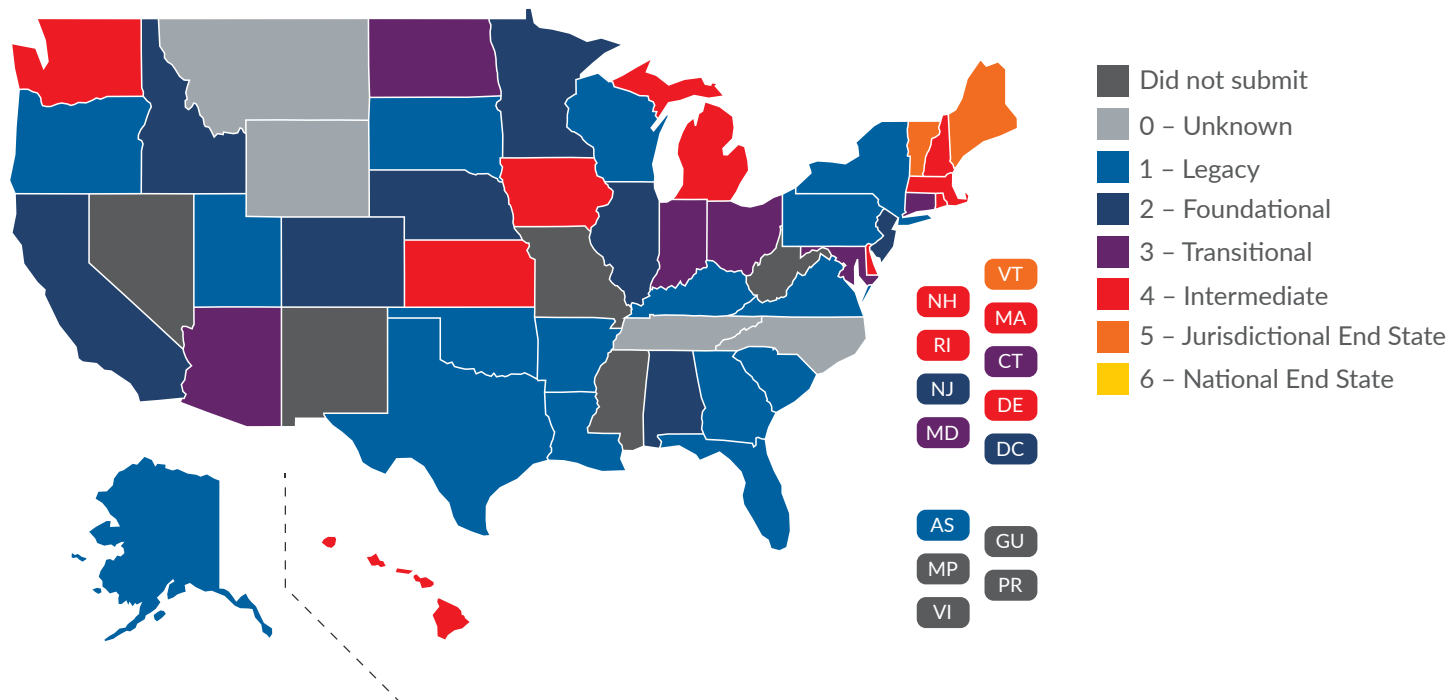 Did not submit
0 – Unknown
1 – Legacy
2 – Foundational
3 – Transitional
4 – Intermediate
5 – Jurisdictional End State
6 – National End State
VT
NH
MA
RI
CT
NJ
DE
MD
DC
AS
GU
MP
PR
VI